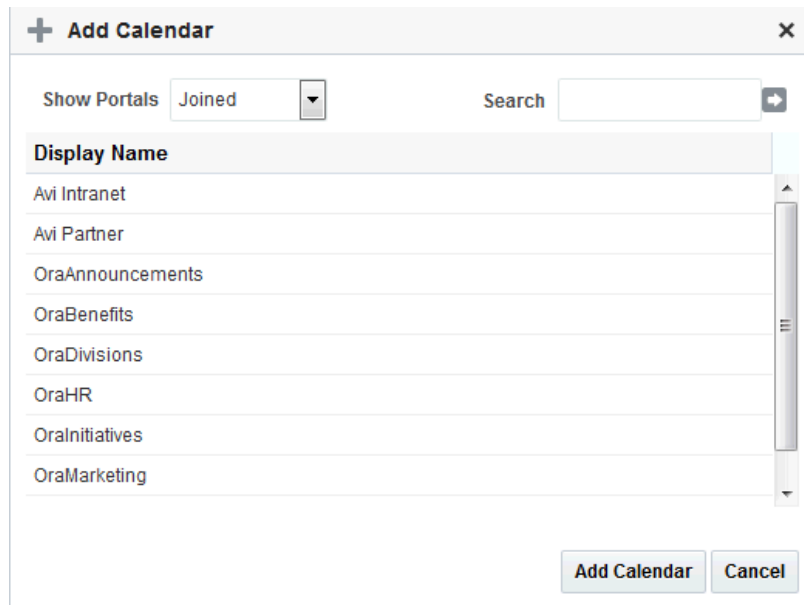 Add Calendar
Show Portals Joined Search
Display Name
Avi Intranet
Avi Partner
OraAnnouncements
OraBenefits
OraDivisions
OraHR
OraInitiatives
OraMarketing
Add Calendar Cancel